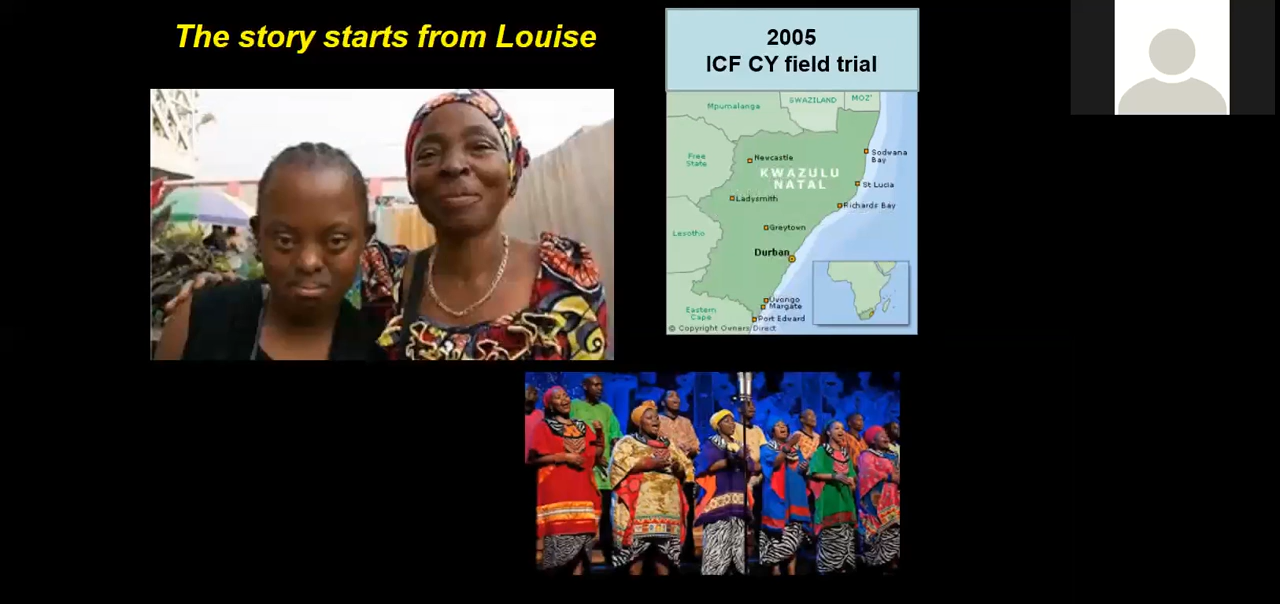 The story starts from Louise
2005
ICF CY field trial
Mpumalanga
SWAZILAND
MOZ'
Free
State
Newcastle
Sodwana
Bay
KWAZULU
NATAL
St Lucia
Ladysmith
Richards Bay
Greytown
Lesotho
Durban
Uvongo
Margate
Eastern
Cape
Port Edward
© Copyright Owners Direct